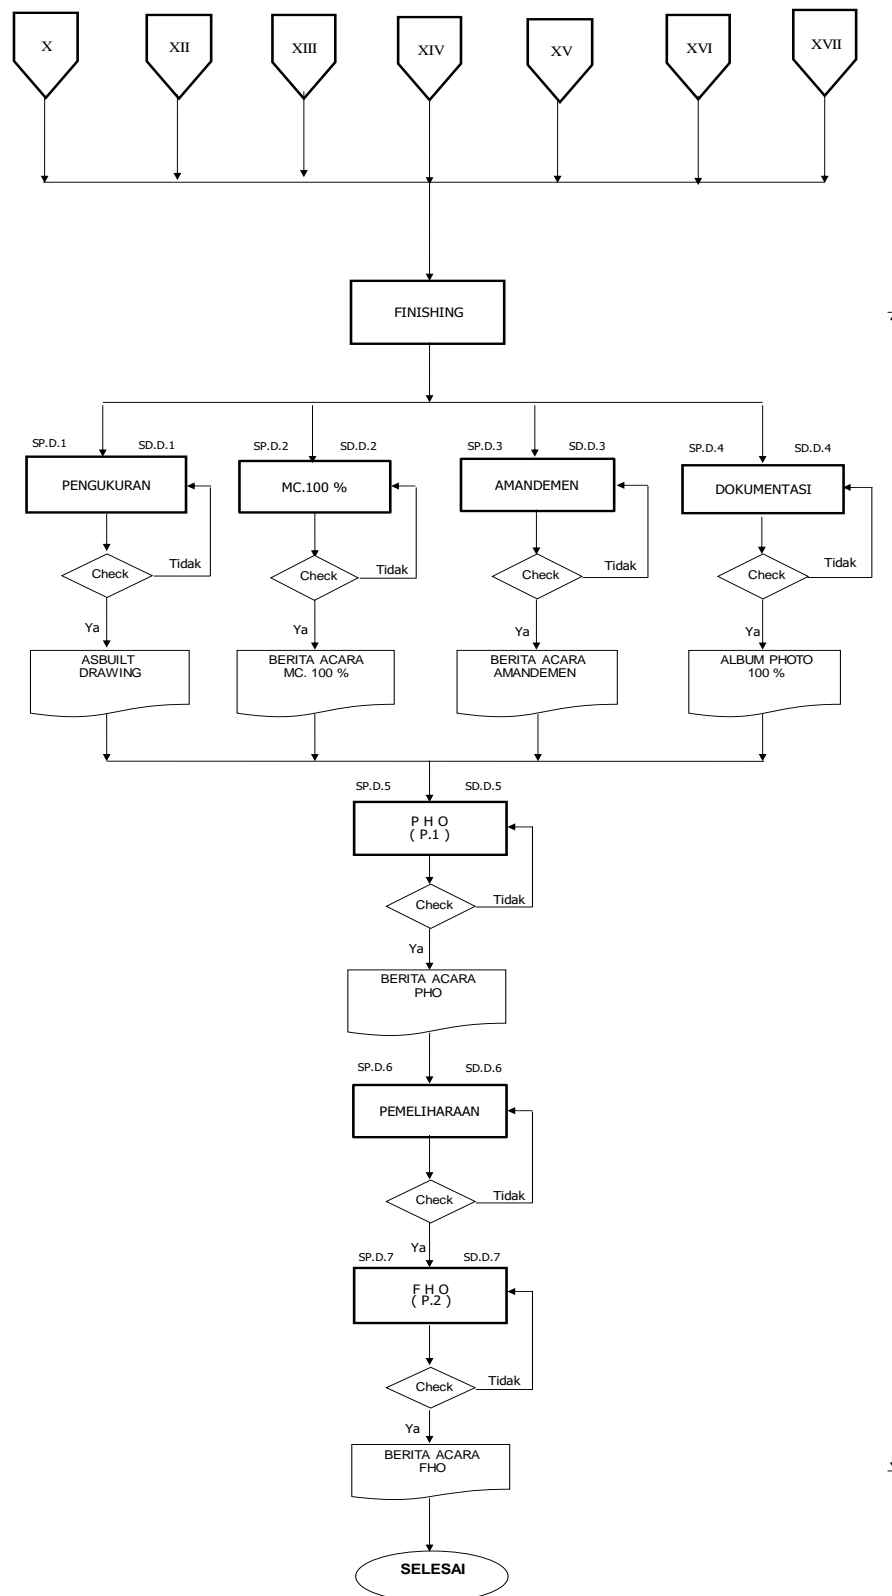 X
XII
XIII
XIV
XV
XVI
XVII
FINISHING
SP.D.1 SD.D.1
SP.D.2 SD.D.2
SP.D.3 SD.D.3
SP.D.4 SD.D.4
PENGUKURAN
MC.100 %
AMANDEMEN
DOKUMENTASI
Check
Tidak
Check
Tidak
Check
Tidak
Check
Tidak
Ya
Ya
Ya
Ya
ASBUILT
DRAWING
BERITA ACARA
MC. 100 %
BERITA ACARA
AMANDEMEN
ALBUM PHOTO
100 %
SP.D.5 SD.D.5
P H O
( P.1 )
Check
Tidak
Ya
BERITA ACARA
PHO
SP.D.6 SD.D.6
PEMELIHARAAN
Check
Tidak
Ya
SP.D.7 SD.D.7
F H O
( P.2 )
Check
Tidak
Ya
BERITA ACARA
FHO
SELESAI